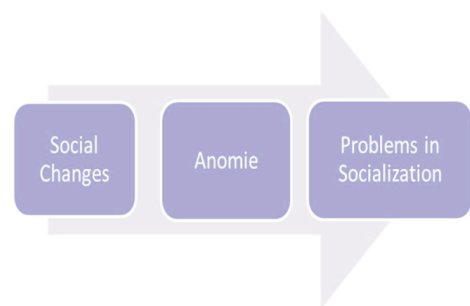 Social
Changes
Anomie
Problems in
Socialization